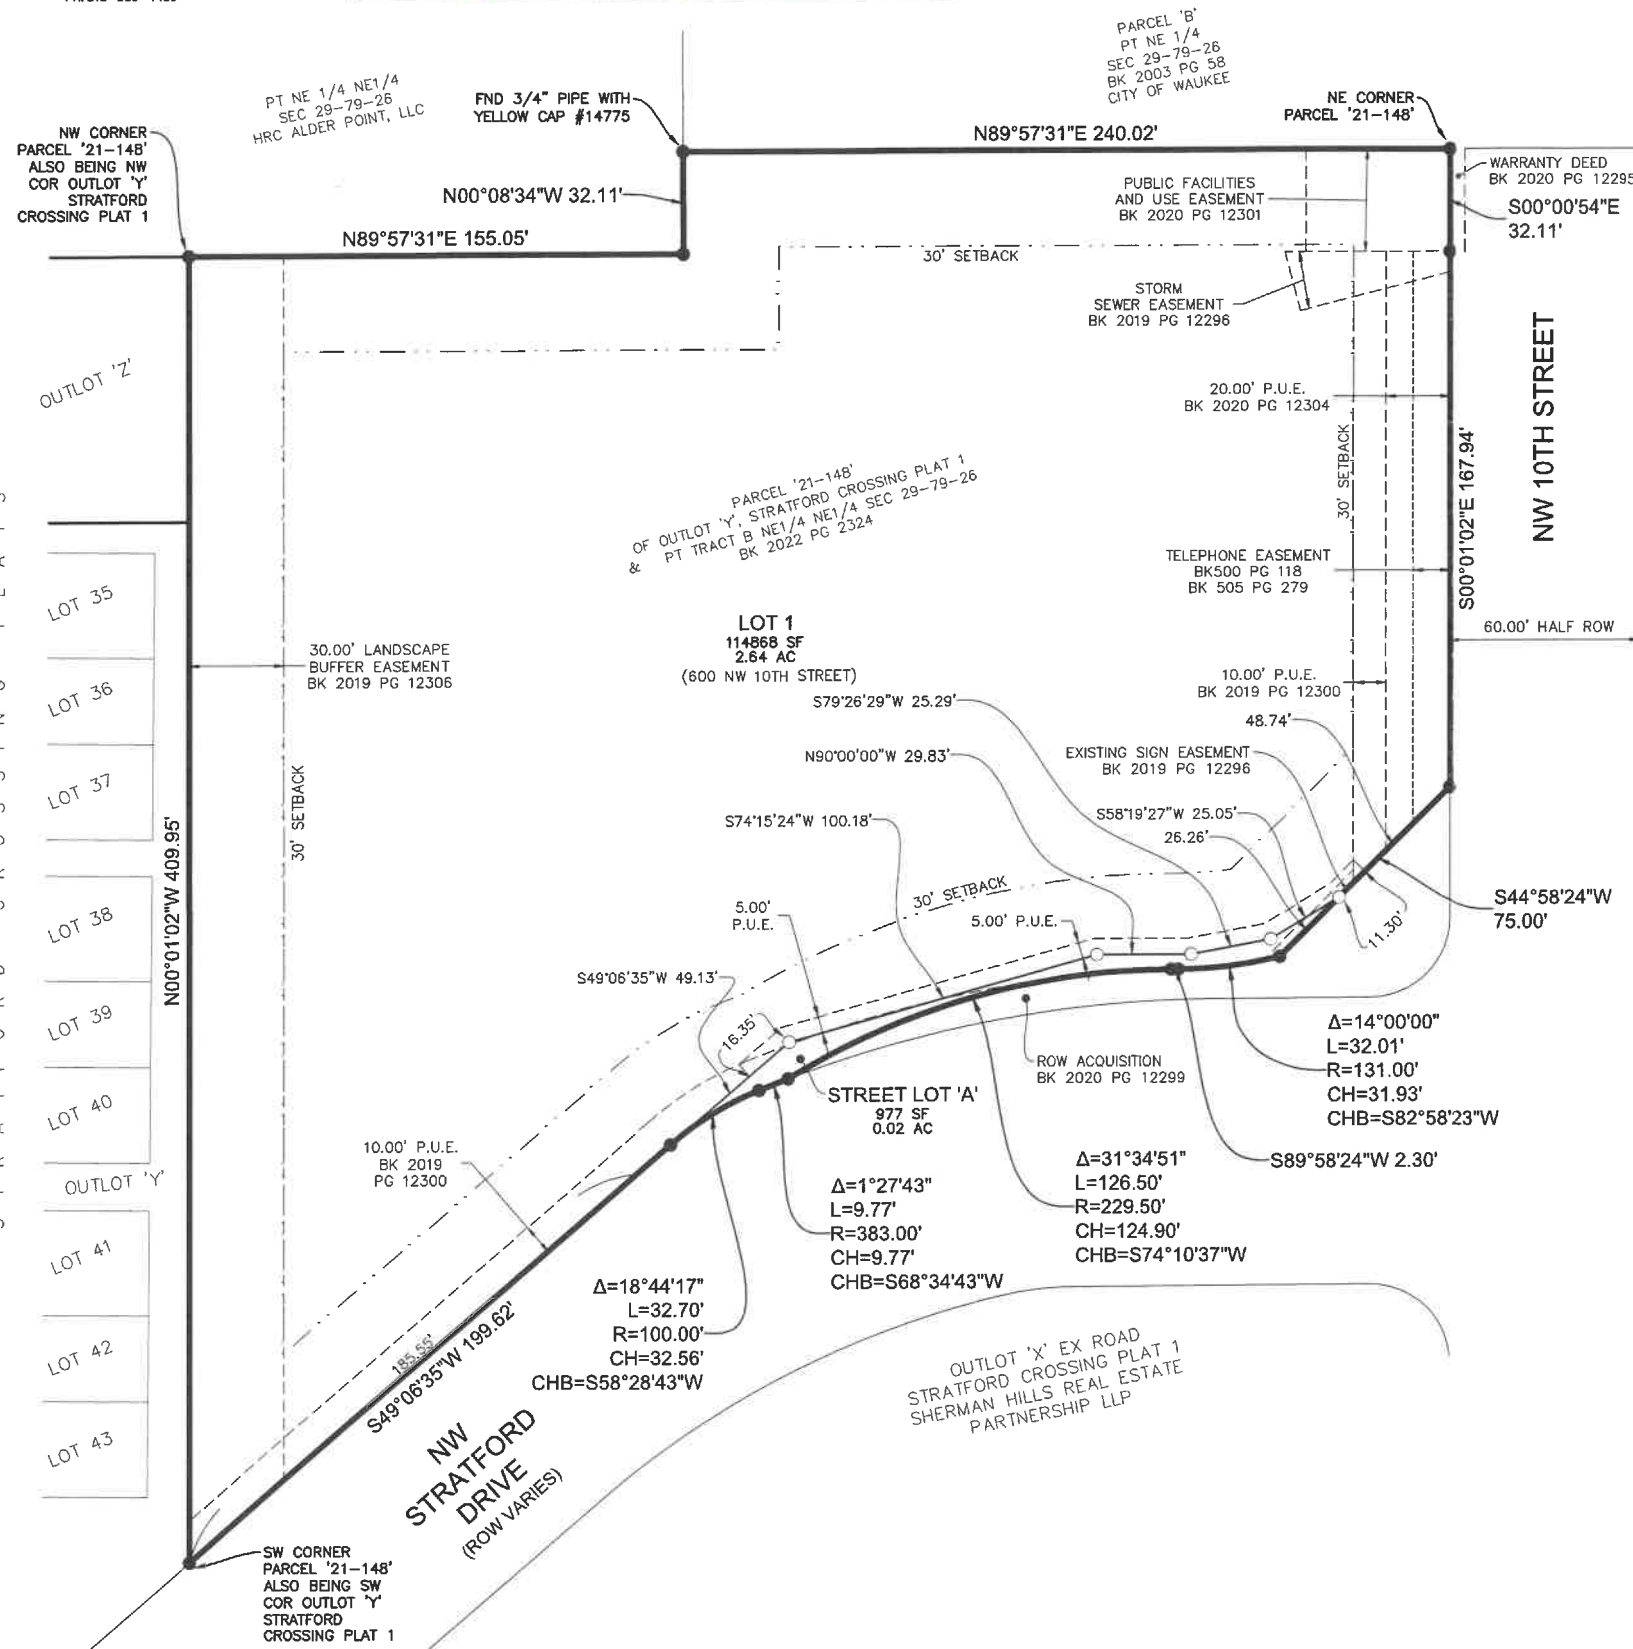 PARCEL 'B'
PT NE 1/4
SEC 29-79-26
BK 2003 PG 58
CITY OF WAUKEE
PT NE 1/4 NE1/4
SEC 29-79-26
HRC ALDER POINT, LLC
FND 3/4" PIPE WITH
YELLOW CAP #14775
NE CORNER
PARCEL '21-148'
NW CORNER
PARCEL '21-148'
ALSO BEING NW
COR OUTLOT 'Y'
STRATFORD
CROSSING PLAT 1
N89°57'31"E 240.02'
WARRANTY DEED
BK 2020 PG 12295
N00°08'34"W 32.11'
PUBLIC FACILITIES
AND USE EASEMENT
BK 2020 PG 12301
S00°00'54"E
32.11'
N89°57'31"E 155.05'
30' SETBACK
STORM
SEWER EASEMENT
BK 2019 PG 12296
OUTLOT 'Z'
NW 10TH STREET
20.00' P.U.E.
BK 2020 PG 12304
30' SETBACK
S00°01'02"E 167.94'
PARCEL '21-148'
OF OUTLOT 'Y', STRATFORD CROSSING PLAT 1
& PT TRACT B NE1/4 NE1/4 SEC 29-79-26
BK 2022 PG 2324
TELEPHONE EASEMENT
BK500 PG 118
BK 505 PG 279
LOT 35
LOT 1
114868 SF
2.64 AC
(600 NW 10TH STREET)
60.00' HALF ROW
30.00' LANDSCAPE
BUFFER EASEMENT
BK 2019 PG 12306
LOT 36
10.00' P.U.E.
BK 2019 PG 12300
S79°26'29"W 25.29'
48.74'
N90°00'00"W 29.83'
EXISTING SIGN EASEMENT
BK 2019 PG 12296
LOT 37
30' SETBACK
S74°15'24"W 100.18'
S58°19'27"W 25.05'
26.26'
N00°01'02"W 409.95'
LOT 38
30' SETBACK
5.00'
P.U.E.
5.00' P.U.E.
S44°58'24"W
75.00'
11.30'
S49°06'35"W 49.13'
LOT 39
16.35'
Δ=14°00'00"
L=32.01'
R=131.00'
CH=31.93'
CHB=S82°58'23"W
ROW ACQUISITION
BK 2020 PG 12299
STREET LOT 'A'
977 SF
0.02 AC
LOT 40
10.00' P.U.E.
BK 2019
PG 12300
S89°58'24"W 2.30'
OUTLOT 'Y'
Δ=31°34'51"
L=126.50'
R=229.50'
CH=124.90'
CHB=S74°10'37"W
Δ=1°27'43"
L=9.77'
R=383.00'
CH=9.77'
CHB=S68°34'43"W
LOT 41
Δ=18°44'17"
L=32.70'
R=100.00'
CH=32.56'
CHB=S58°28'43"W
185.55'
S49°06'35"W 199.62'
LOT 42
OUTLOT 'X' EX ROAD
STRATFORD CROSSING PLAT 1
SHERMAN HILLS REAL ESTATE
PARTNERSHIP LLP
LOT 43
NW
STRATFORD
DRIVE
(ROW VARIES)
SW CORNER
PARCEL '21-148'
ALSO BEING SW
COR OUTLOT 'Y'
STRATFORD
CROSSING PLAT 1